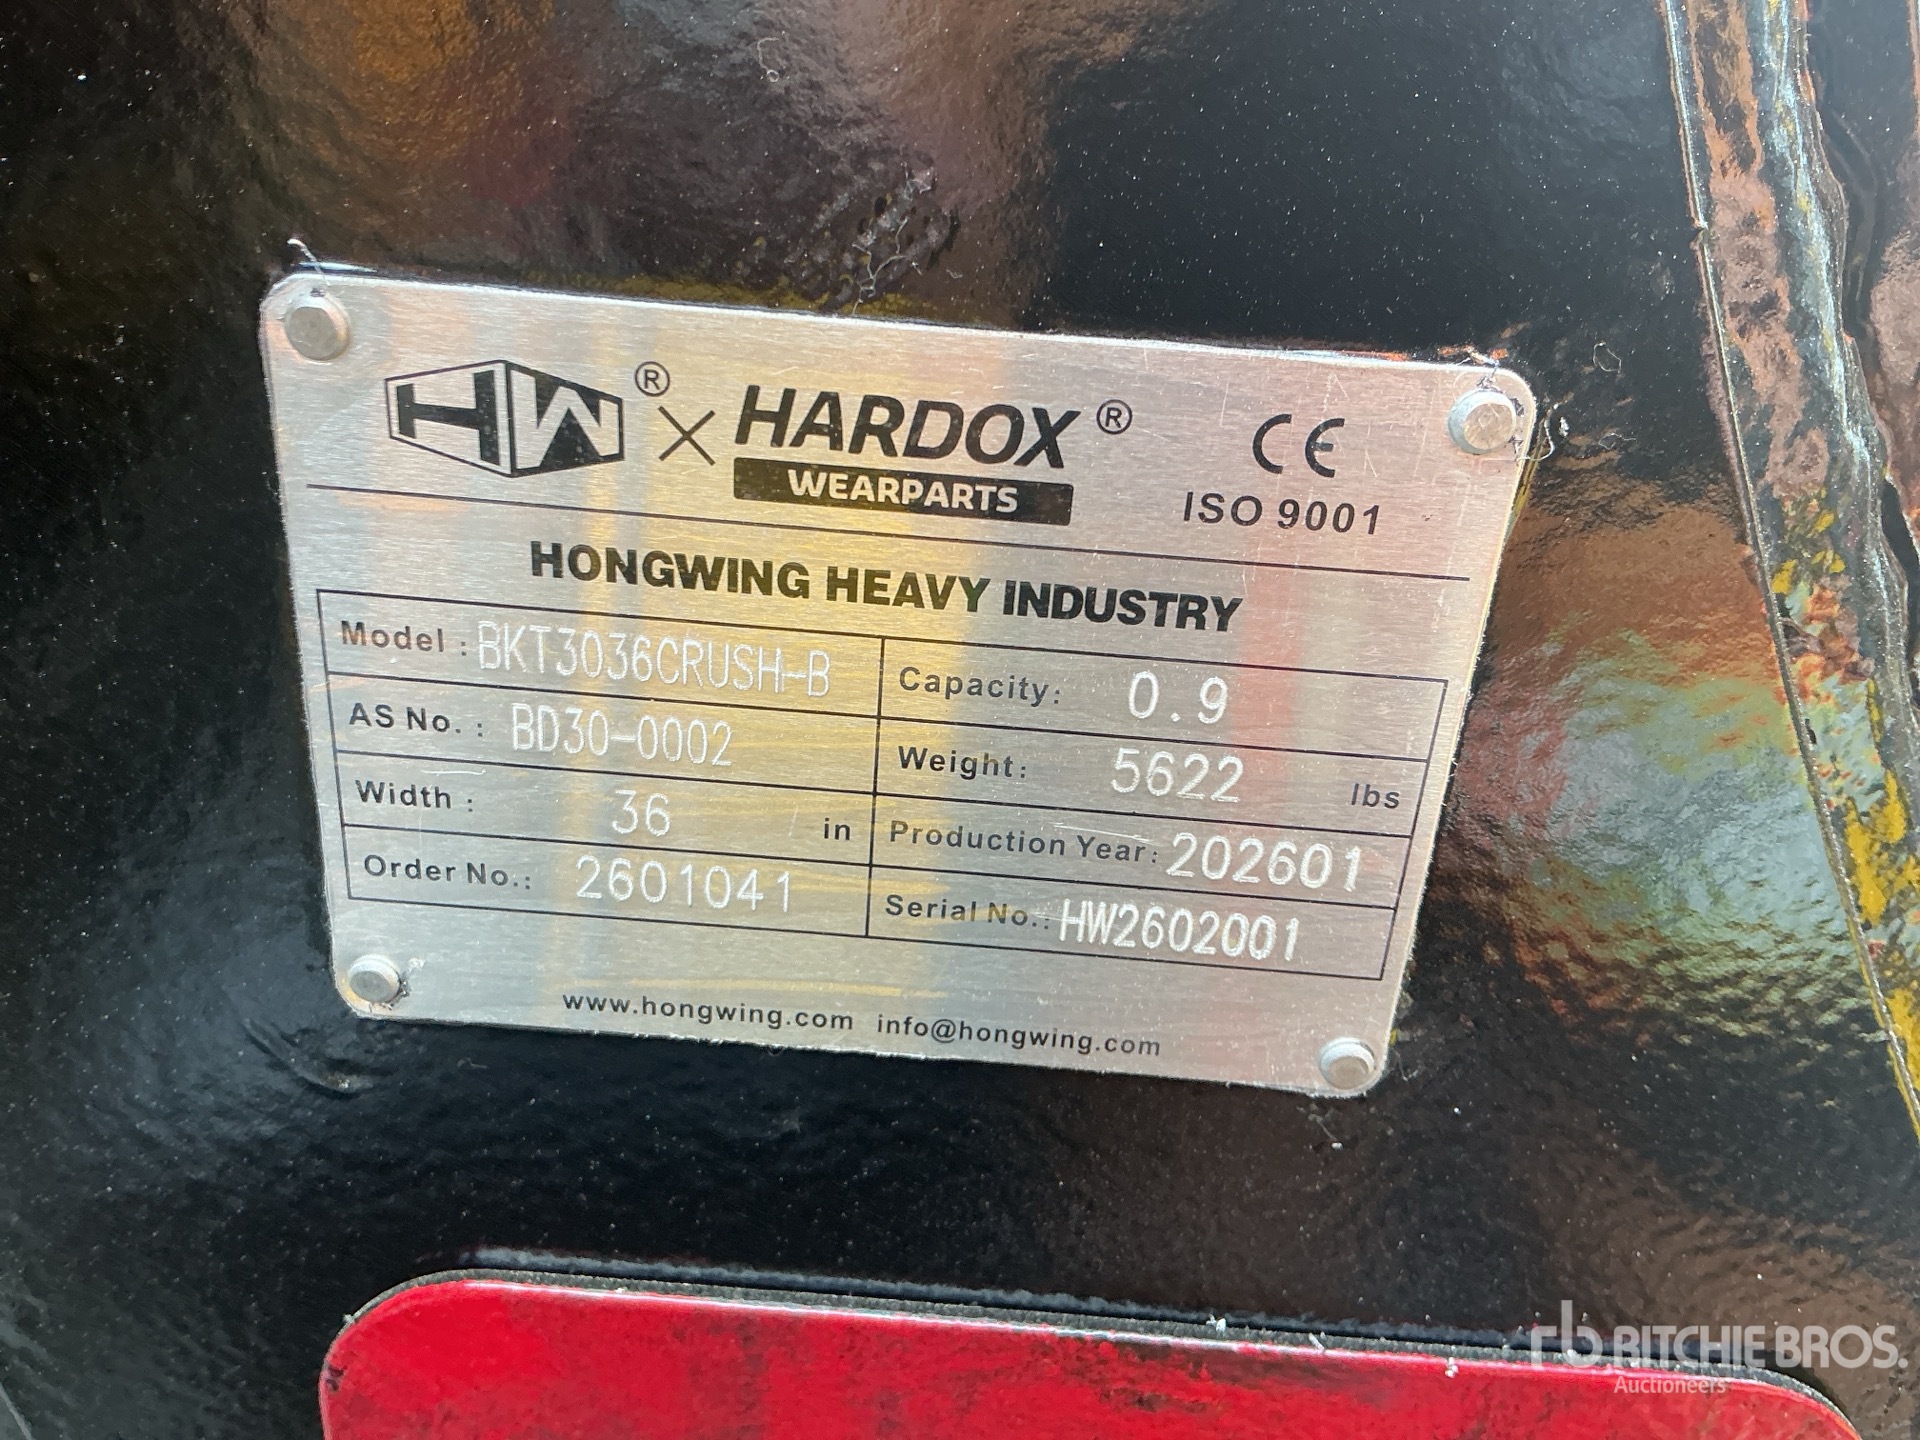 HW® × HARDOX®
WEARPARTS
CE
ISO 9001
HONGWING HEAVY INDUSTRY
Model : BKT3036CRUSH-B
Capacity: 0.9
AS No. : BD30-0002
Weight: 5622 lbs
Width : 36 in
Production Year: 202601
Order No.: 2601041
Serial No.: HW2602001
www.hongwing.com info@hongwing.com
rb RITCHIE BROS.
Auctioneers